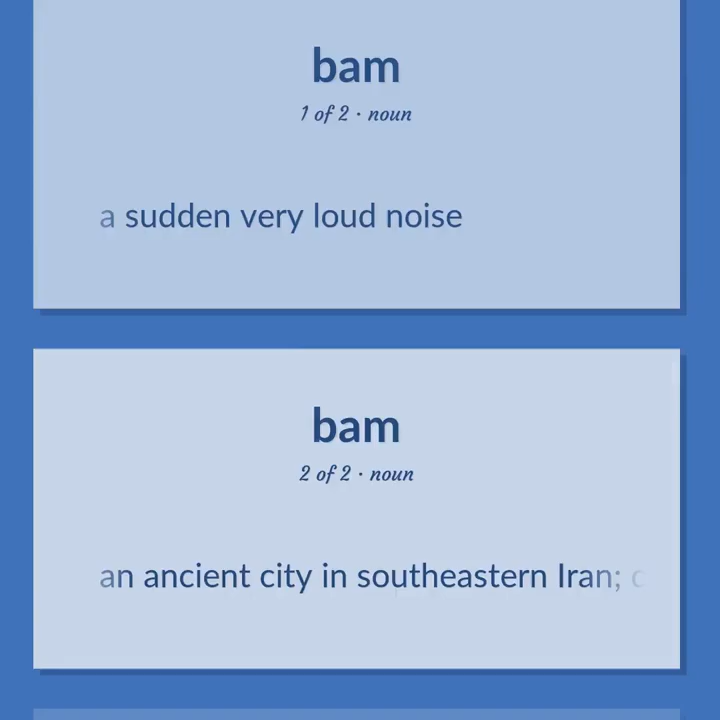 bam
1 of 2 · noun
a sudden very loud noise
bam
2 of 2 · noun
an ancient city in southeastern Iran;